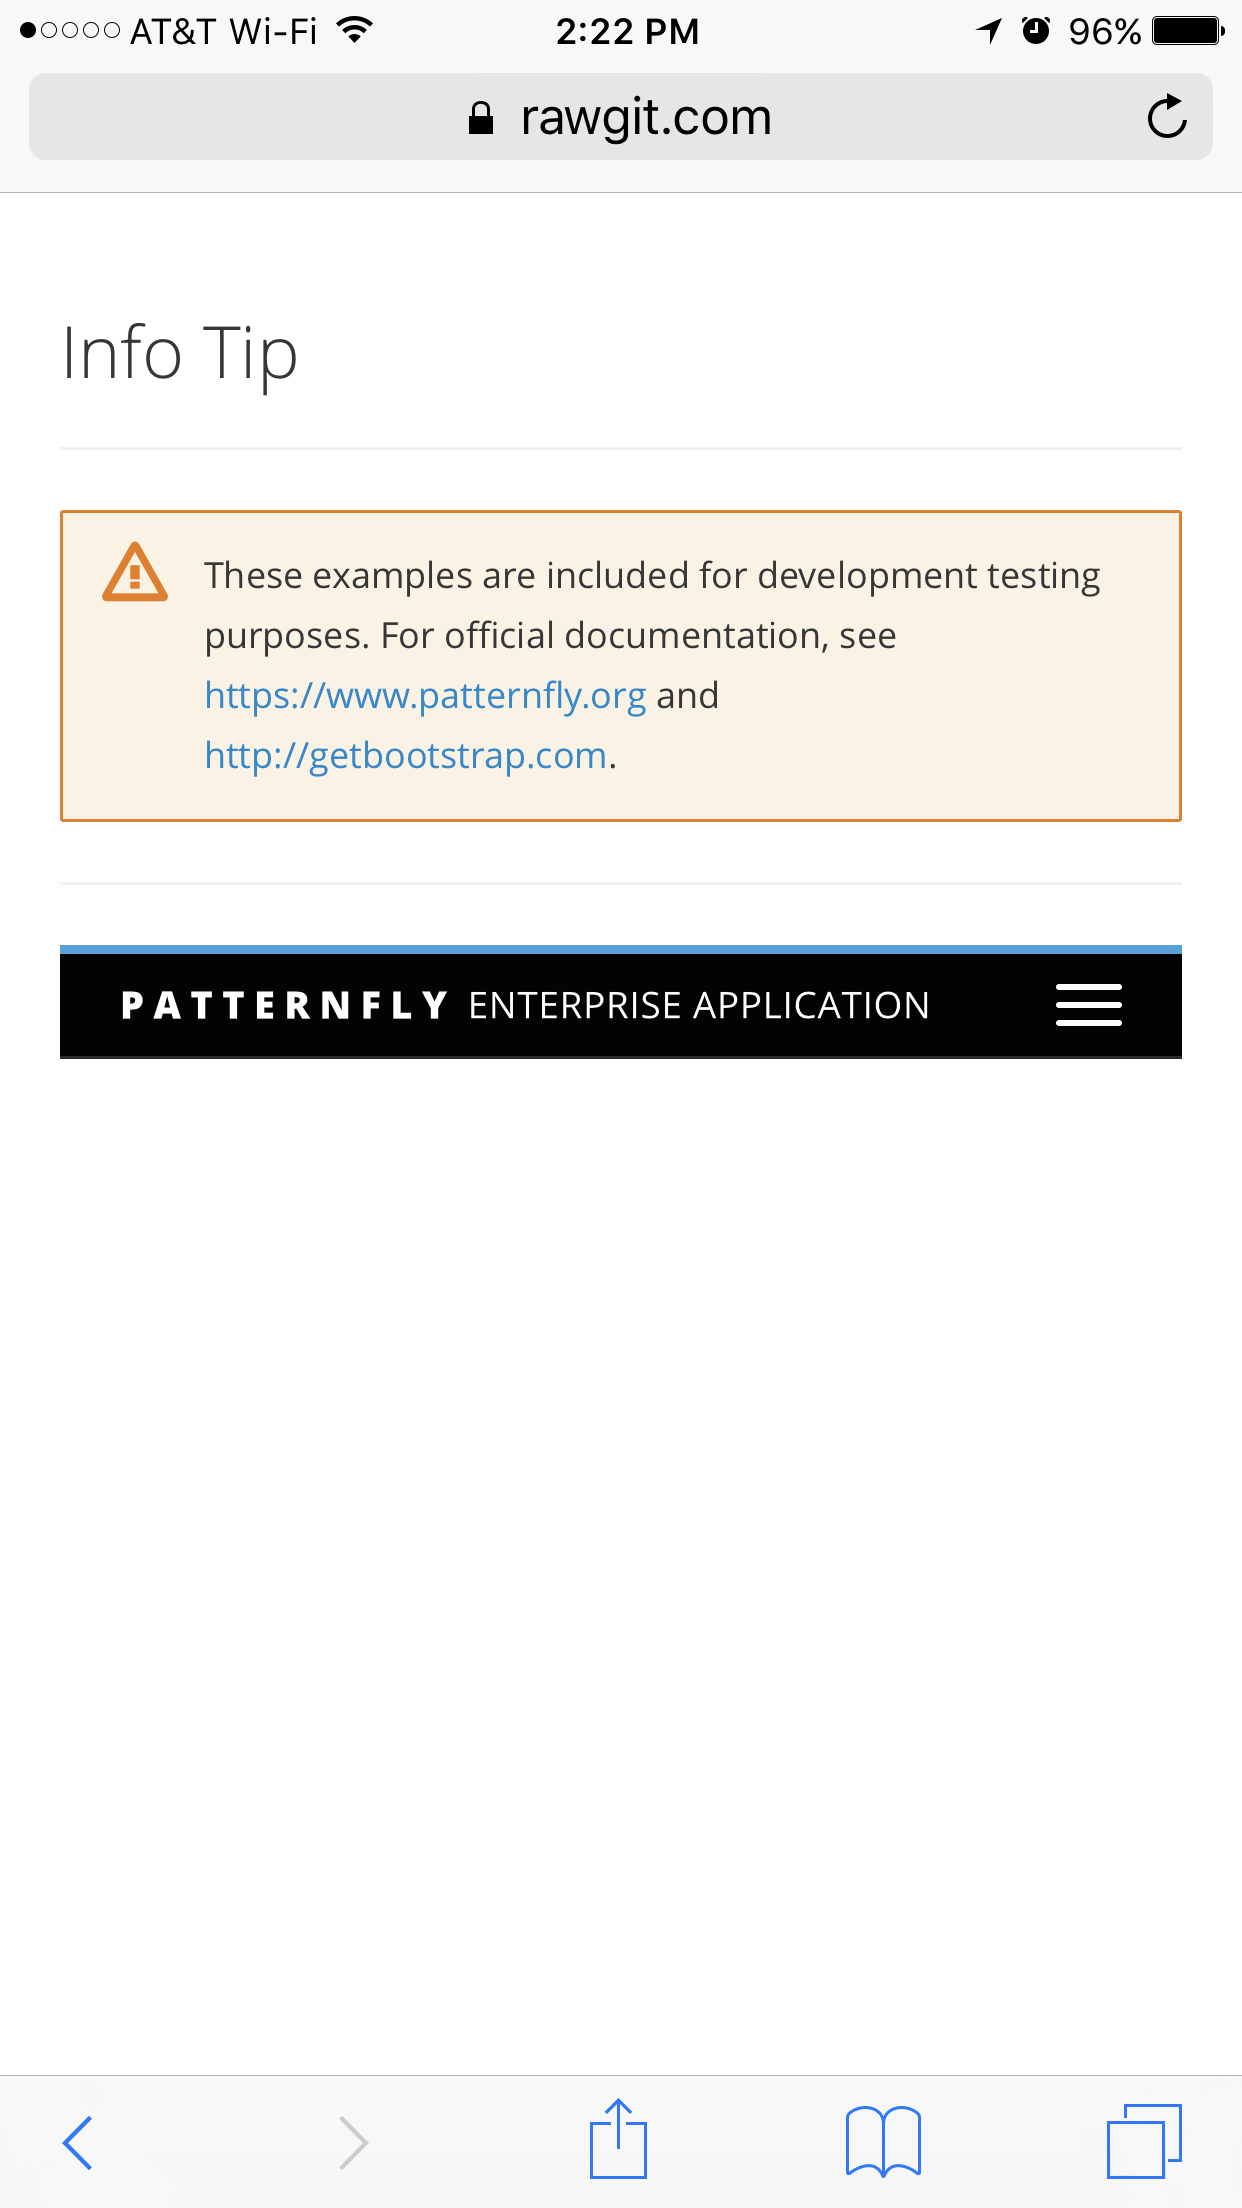 AT&T Wi-Fi 2:22 PM 96%
rawgit.com
Info Tip
These examples are included for development testing
purposes. For official documentation, see
https://www.patternfly.org and
http://getbootstrap.com.
PATTERNFLY ENTERPRISE APPLICATION